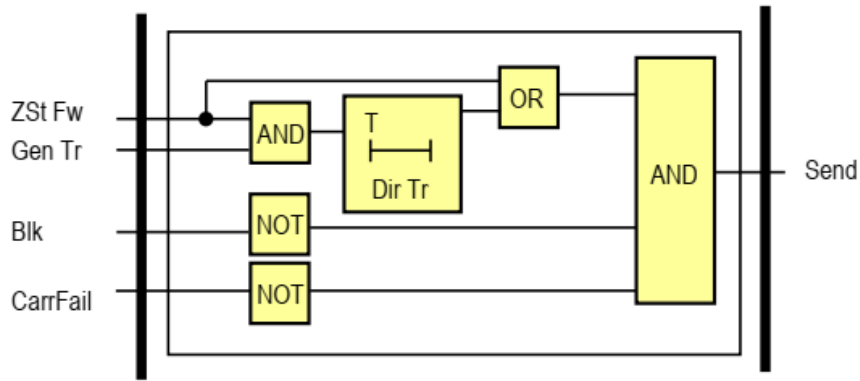 ZSt Fw
Gen Tr
Blk
CarrFail
AND
T
Dir Tr
OR
NOT
NOT
AND
Send